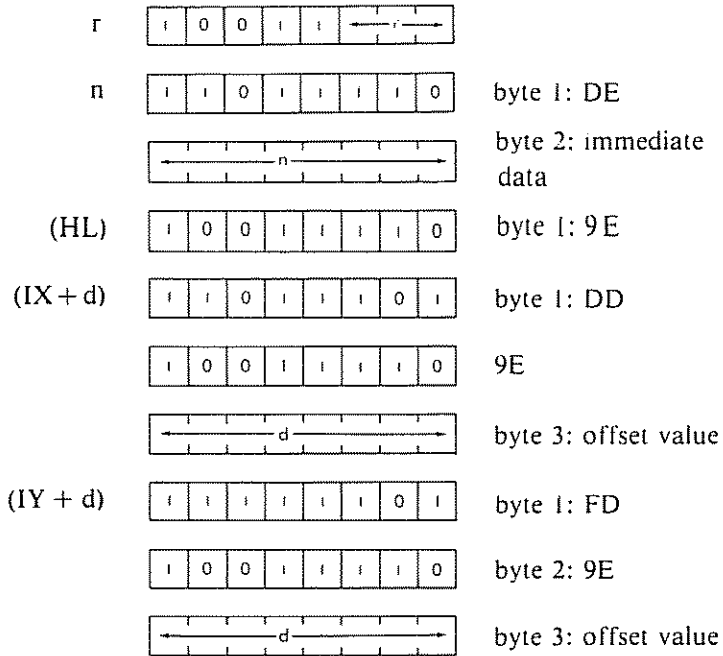 r 1 0 0 1 1 r
n 1 1 0 1 1 1 1 0 byte 1: DE
n byte 2: immediate
data
(HL) 1 0 0 1 1 1 1 0 byte 1: 9E
(IX + d) 1 1 0 1 1 1 0 1 byte 1: DD
1 0 0 1 1 1 1 0 9E
d byte 3: offset value
(IY + d) 1 1 1 1 1 1 0 1 byte 1: FD
1 0 0 1 1 1 1 0 byte 2: 9E
d byte 3: offset value